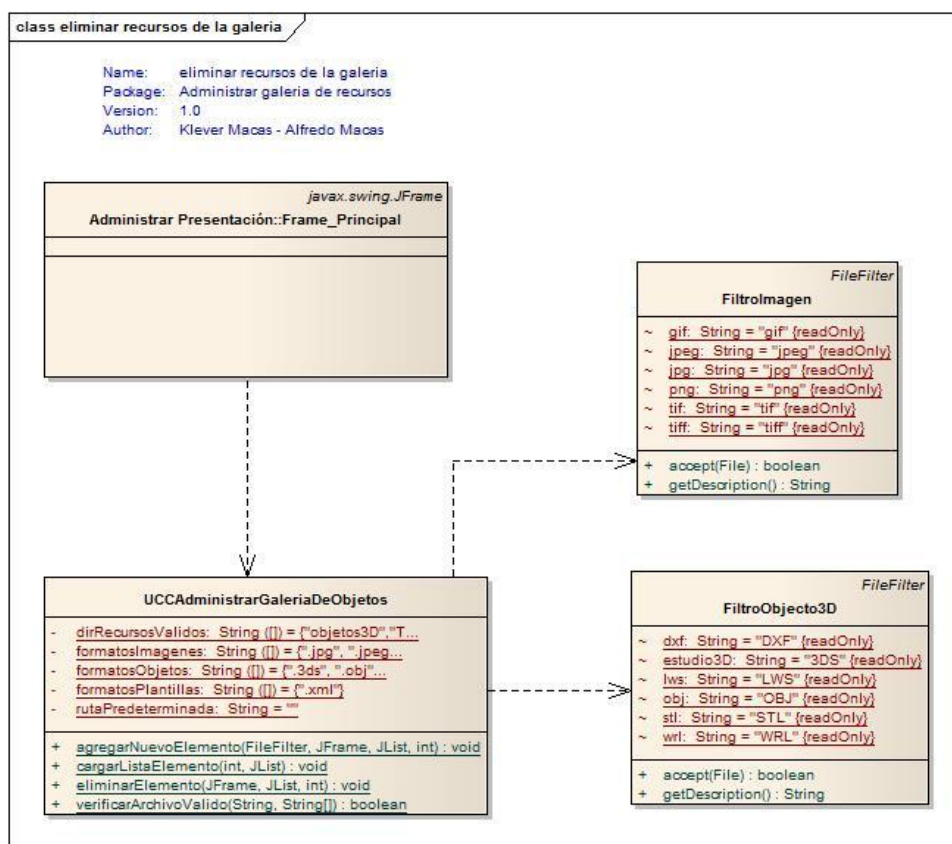 class eliminar recursos de la galeria
Name: eliminar recursos de la galeria
Package: Administrar galeria de recursos
Version: 1.0
Author: Klever Macas - Alfredo Macas
javax.swing.JFrame
Administrar Presentación::Frame_Principal
FileFilter
FiltroImagen
~ gif: String = "gif" {readOnly}
~ jpeg: String = "jpeg" {readOnly}
~ jpg: String = "jpg" {readOnly}
~ png: String = "png" {readOnly}
~ tif: String = "tif" {readOnly}
~ tiff: String = "tiff" {readOnly}
+ accept(File) : boolean
+ getDescription() : String
UCCAdministrarGaleriaDeObjetos
- dirRecursosValidos: String ([]) = {"objetos3D","T...
- formatosImagenes: String ([]) = {".jpg", ".jpeg...
- formatosObjetos: String ([]) = {".3ds", ".obj"...
- formatosPlantillas: String ([]) = {".xml"}
- rutaPredeterminada: String = ""
+ agregarNuevoElemento(FileFilter, JFrame, JList, int) : void
+ cargarListaElemento(int, JList) : void
+ eliminarElemento(JFrame, JList, int) : void
+ verificarArchivoValido(String, String[]) : boolean
FileFilter
FiltroObjecto3D
~ dxf: String = "DXF" {readOnly}
~ estudio3D: String = "3DS" {readOnly}
~ lws: String = "LWS" {readOnly}
~ obj: String = "OBJ" {readOnly}
~ stl: String = "STL" {readOnly}
~ wrl: String = "WRL" {readOnly}
+ accept(File) : boolean
+ getDescription() : String